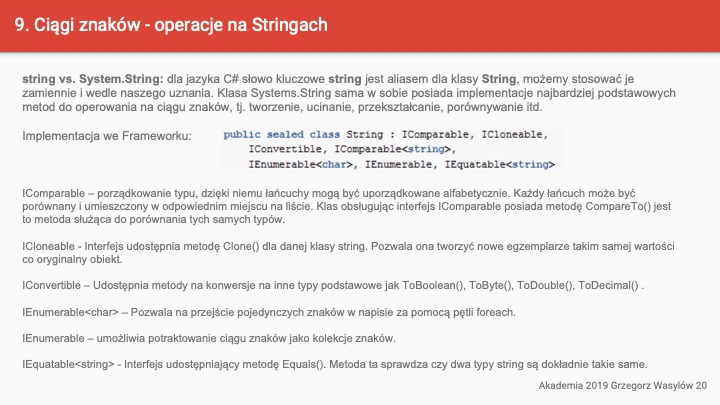 9. Ciągi znaków - operacje na Stringach
string vs. System.String: dla jązyka C# słowo kluczowe string jest aliasem dla klasy String, możemy stosować je
zamiennie i wedle naszego uznania. Klasa Systems.String sama w sobie posiada implementacje najbardziej podstawowych
metod do operowania na ciągu znaków, tj. tworzenie, ucinanie, przekształcanie, porównywanie itd.
Implementacja we Frameworku:
public sealed class String : IComparable, ICloneable,
IConvertible, IComparable<string>,
IEnumerable<char>, IEnumerable, IEquatable<string>
IComparable – porządkowanie typu, dzięki niemu łańcuchy mogą być uporządkowane alfabetycznie. Każdy łańcuch może być
porównany i umieszczony w odpowiednim miejscu na liście. Klas obsługując interfejs IComparable posiada metodę CompareTo() jest
to metoda służąca do porównania tych samych typów.
ICloneable - Interfejs udostępnia metodę Clone() dla danej klasy string. Pozwala ona tworzyć nowe egzemplarze takim samej wartości
co oryginalny obiekt.
IConvertible – Udostępnia metody na konwersje na inne typy podstawowe jak ToBoolean(), ToByte(), ToDouble(), ToDecimal() .
IEnumerable<char> – Pozwala na przejście pojedynczych znaków w napisie za pomocą pętli foreach.
IEnumerable – umożliwia potraktowanie ciągu znaków jako kolekcje znaków.
IEquatable<string> - Interfejs udostępniający metodę Equals(). Metoda ta sprawdza czy dwa typy string są dokładnie takie same.
Akademia 2019 Grzegorz Wasylów 20